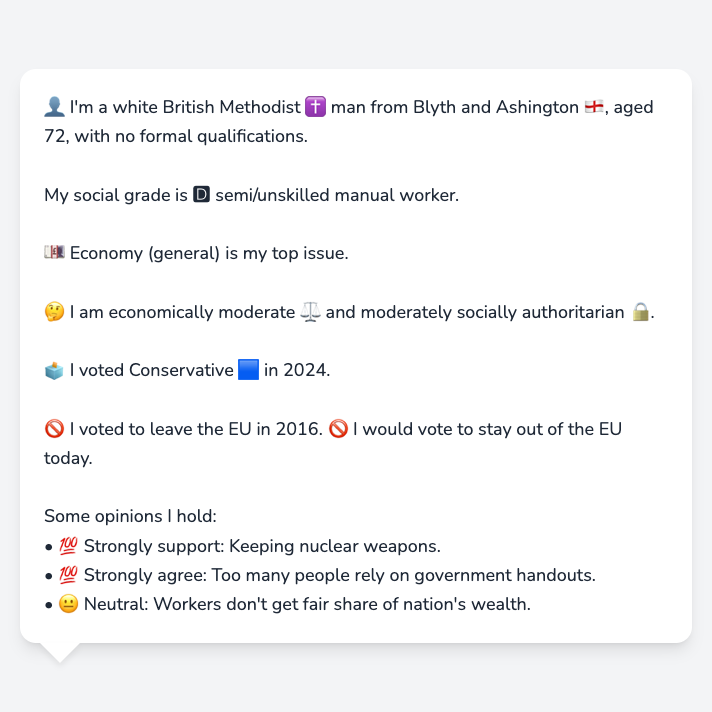 👤 I'm a white British Methodist ✝️ man from Blyth and Ashington 🏴󠁧󠁢󠁥󠁮󠁧󠁿, aged
72, with no formal qualifications.
My social grade is 🅳 semi/unskilled manual worker.
💷 Economy (general) is my top issue.
🤔 I am economically moderate ⚖️ and moderately socially authoritarian 🔒.
🗳️ I voted Conservative 🟦 in 2024.
🚫 I voted to leave the EU in 2016. 🚫 I would vote to stay out of the EU
today.
Some opinions I hold:
• 💯 Strongly support: Keeping nuclear weapons.
• 💯 Strongly agree: Too many people rely on government handouts.
• 😐 Neutral: Workers don't get fair share of nation's wealth.